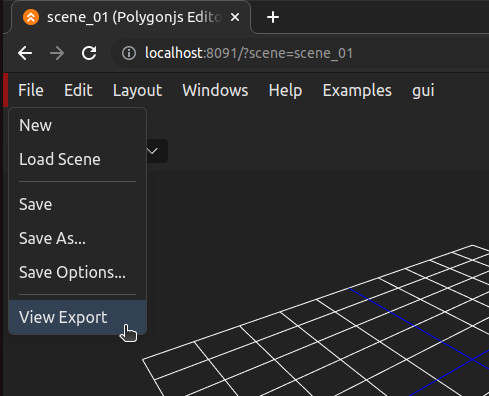 scene_01 (Polygonjs Edito
localhost:8091/?scene=scene_01
File Edit Layout Windows Help Examples gui
New
Load Scene
Save
Save As...
Save Options...
View Export